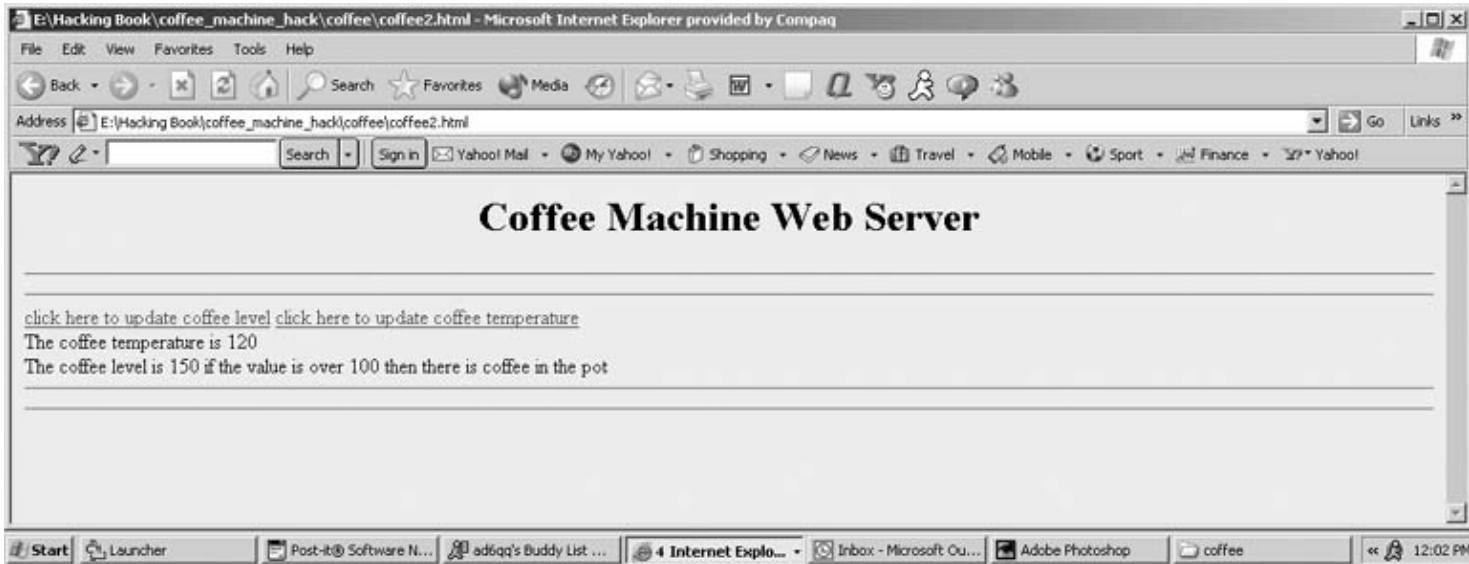 E:\Hacking Book\coffee_machine_hack\coffee\coffee2.html - Microsoft Internet Explorer provided by Compaq
File Edit View Favorites Tools Help
Back Search Favorites Media
Address E:\Hacking Book\coffee_machine_hack\coffee\coffee2.html Go Links »
Search Sign in Yahoo! Mail My Yahoo! Shopping News Travel Mobile Sport Finance Yahoo!
Coffee Machine Web Server
click here to update coffee level click here to update coffee temperature
The coffee temperature is 120
The coffee level is 150 if the value is over 100 then there is coffee in the pot
Start Launcher Post-it® Software N... ad6qq's Buddy List ... 4 Internet Explo... Inbox - Microsoft Ou... Adobe Photoshop coffee « 12:02 PM